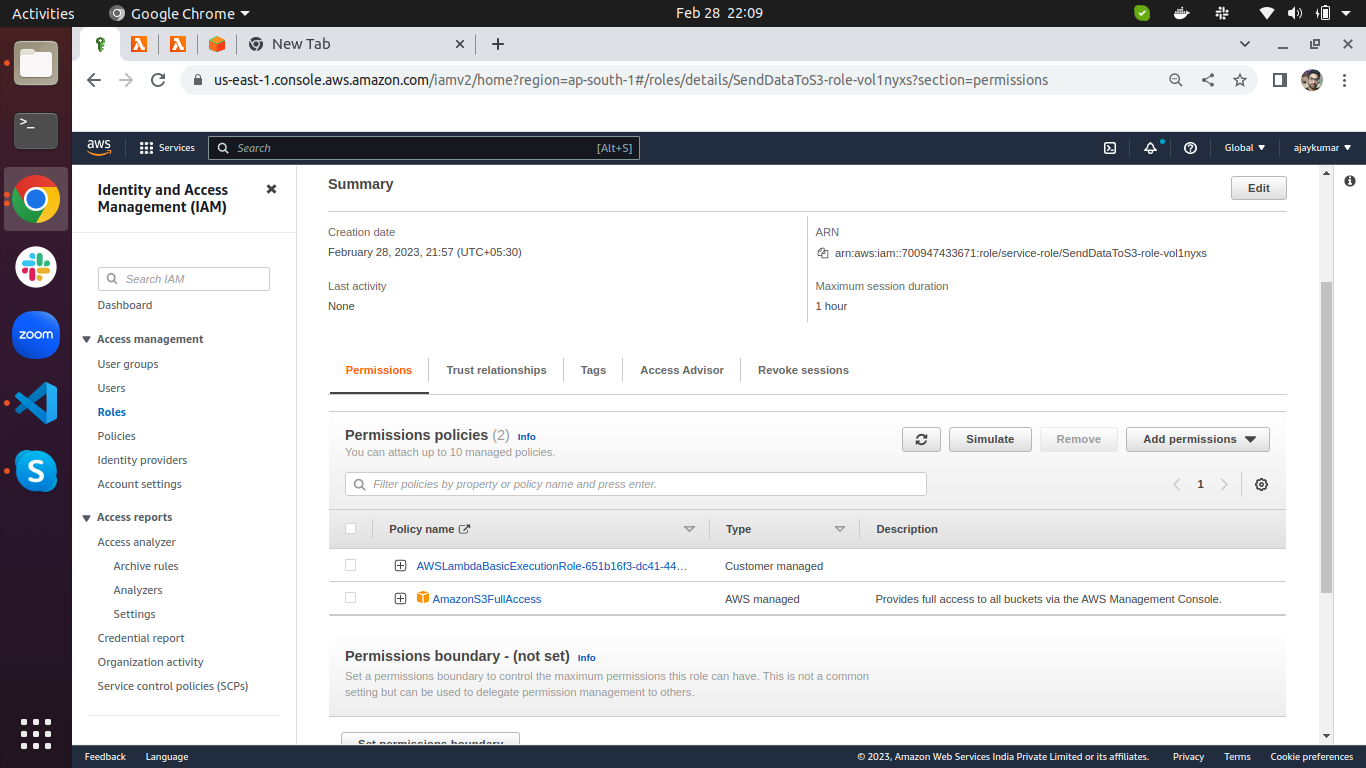 Activities
Google Chrome
Feb 28 22:09
New Tab
us-east-1.console.aws.amazon.com/iamv2/home?region=ap-south-1#/roles/details/SendDataToS3-role-vol1nyxs?section=permissions
aws
Services
Search
[Alt+S]
Global
ajaykumar
Identity and Access
Management (IAM)
Search IAM
Dashboard
Access management
User groups
Users
Roles
Policies
Identity providers
Account settings
Access reports
Access analyzer
Archive rules
Analyzers
Settings
Credential report
Organization activity
Service control policies (SCPs)
Summary
Edit
Creation date
February 28, 2023, 21:57 (UTC+05:30)
ARN
arn:aws:iam::700947433671:role/service-role/SendDataToS3-role-vol1nyxs
Last activity
None
Maximum session duration
1 hour
Permissions
Trust relationships
Tags
Access Advisor
Revoke sessions
Permissions policies (2) Info
You can attach up to 10 managed policies.
Simulate
Remove
Add permissions
Filter policies by property or policy name and press enter.
1
Policy name
Type
Description
AWSLambdaBasicExecutionRole-651b16f3-dc41-44…
Customer managed
AmazonS3FullAccess
AWS managed
Provides full access to all buckets via the AWS Management Console.
Permissions boundary - (not set) Info
Set a permissions boundary to control the maximum permissions this role can have. This is not a common
setting but can be used to delegate permission management to others.
Set permissions boundary
zoom
Feedback
Language
© 2023, Amazon Web Services India Private Limited or its affiliates.
Privacy
Terms
Cookie preferences